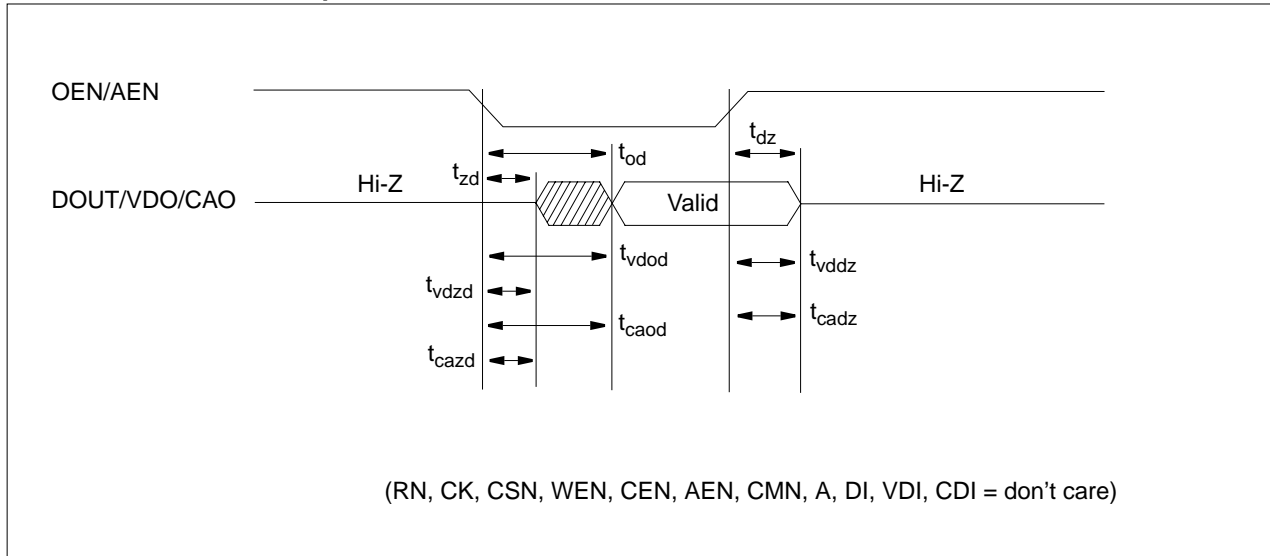 OEN/AEN
t_dz
t_od
t_zd
Hi-Z
Hi-Z
DOUT/VDO/CAO
Valid
t_vdod
t_vddz
t_vdzd
t_caod
t_cadz
t_cazd
(RN, CK, CSN, WEN, CEN, AEN, CMN, A, DI, VDI, CDI = don't care)